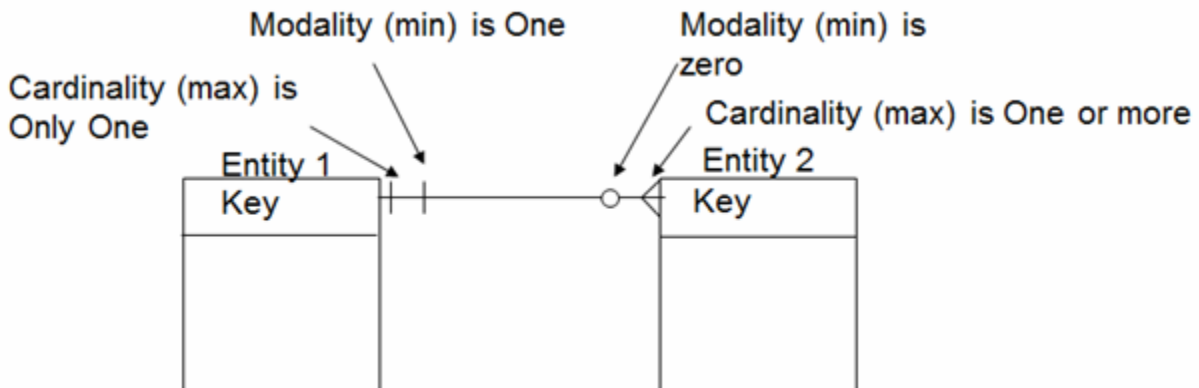 Modality (min) is One
Modality (min) is
zero
Cardinality (max) is
Only One
Cardinality (max) is One or more
Entity 1
Entity 2
Key
Key